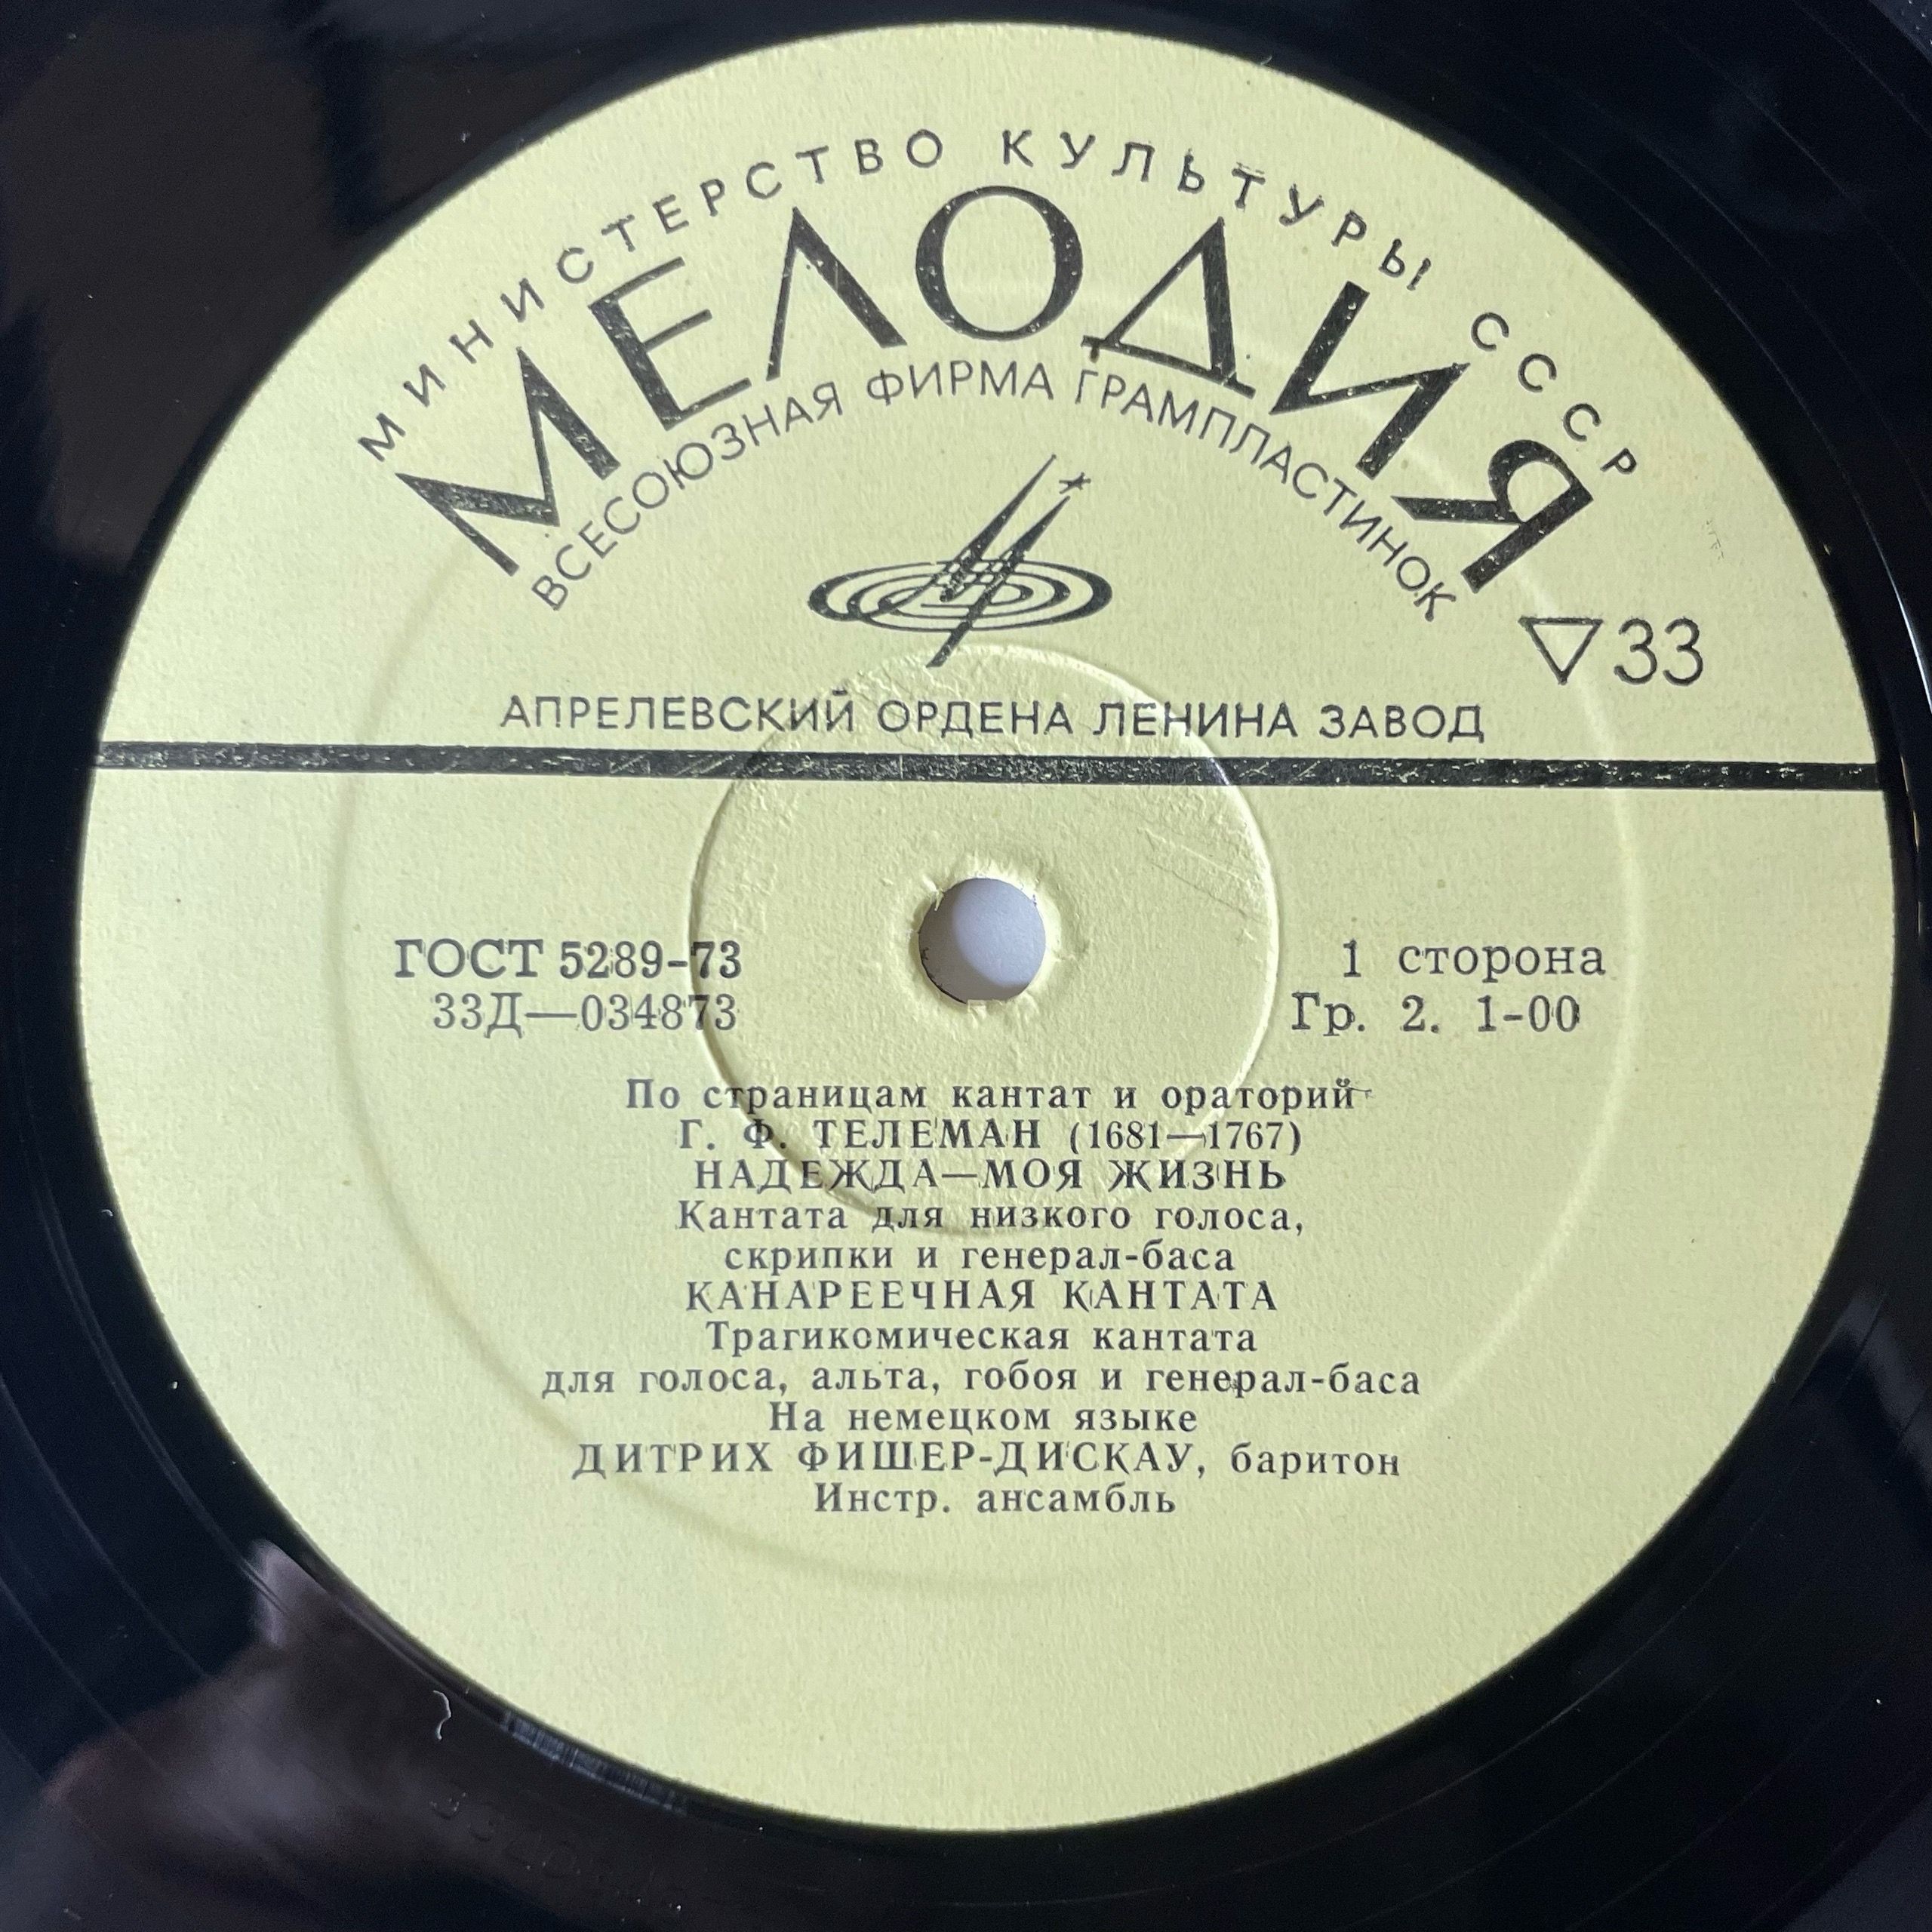 МИНИСТЕРСТВО КУЛЬТУРЫ СССР
МЕЛОДИЯ
ВСЕСОЮЗНАЯ ФИРМА ГРАМПЛАСТИНОК
▽33
АПРЕЛЕВСКИЙ ОРДЕНА ЛЕНИНА ЗАВОД
ГОСТ 5289-73
33Д—034873
1 сторона
Гр. 2. 1-00
По страницам кантат и ораторий
Г. Ф. ТЕЛЕМАН (1681—1767)
НАДЕЖДА—МОЯ ЖИЗНЬ
Кантата для низкого голоса,
скрипки и генерал-баса
КАНАРЕЕЧНАЯ КАНТАТА
Трагикомическая кантата
для голоса, альта, гобоя и генерал-баса
На немецком языке
ДИТРИХ ФИШЕР-ДИСКАУ, баритон
Инстр. ансамбль